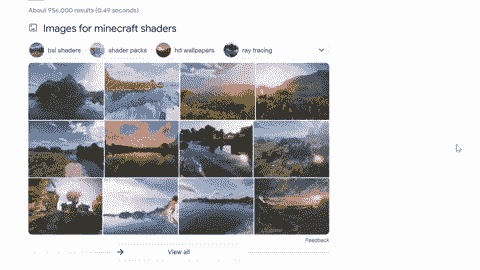 About 956,000 results (0.49 seconds)
Images for minecraft shaders
bsl shaders shader packs hd wallpapers ray tracing
Feedback
View all